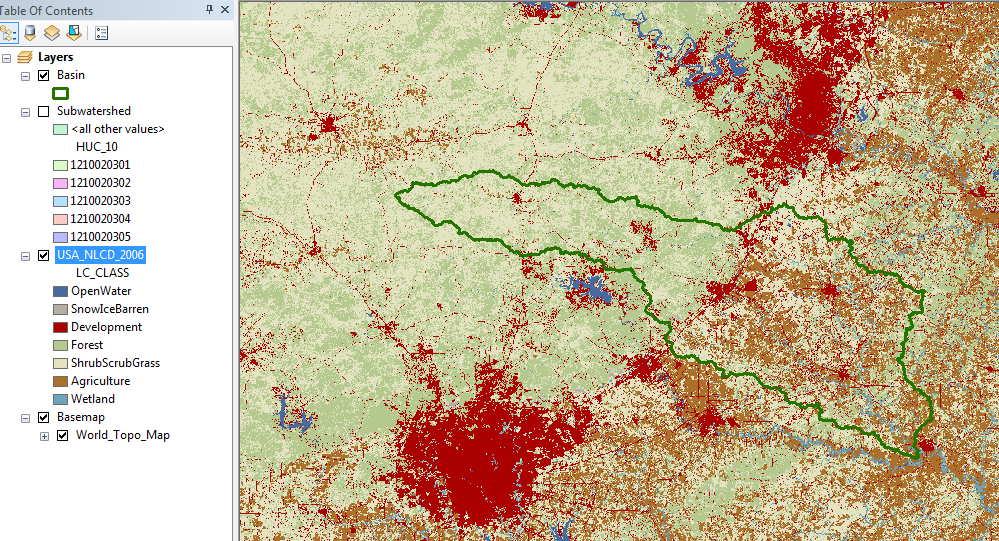 Table Of Contents
Layers
Basin
Subwatershed
<all other values>
HUC_10
1210020301
1210020302
1210020303
1210020304
1210020305
USA_NLCD_2006
LC_CLASS
OpenWater
SnowIceBarren
Development
Forest
ShrubScrubGrass
Agriculture
Wetland
Basemap
World_Topo_Map